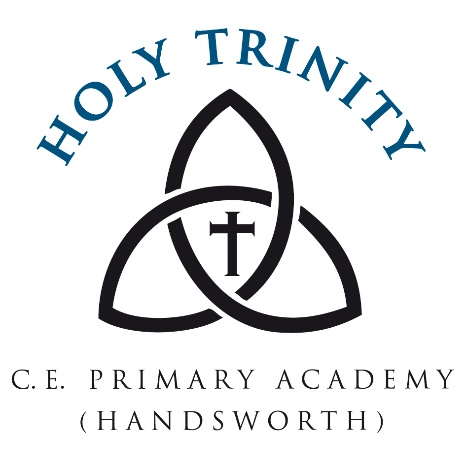 HOLY TRINITY
C.E. PRIMARY ACADEMY
(HANDSWORTH)